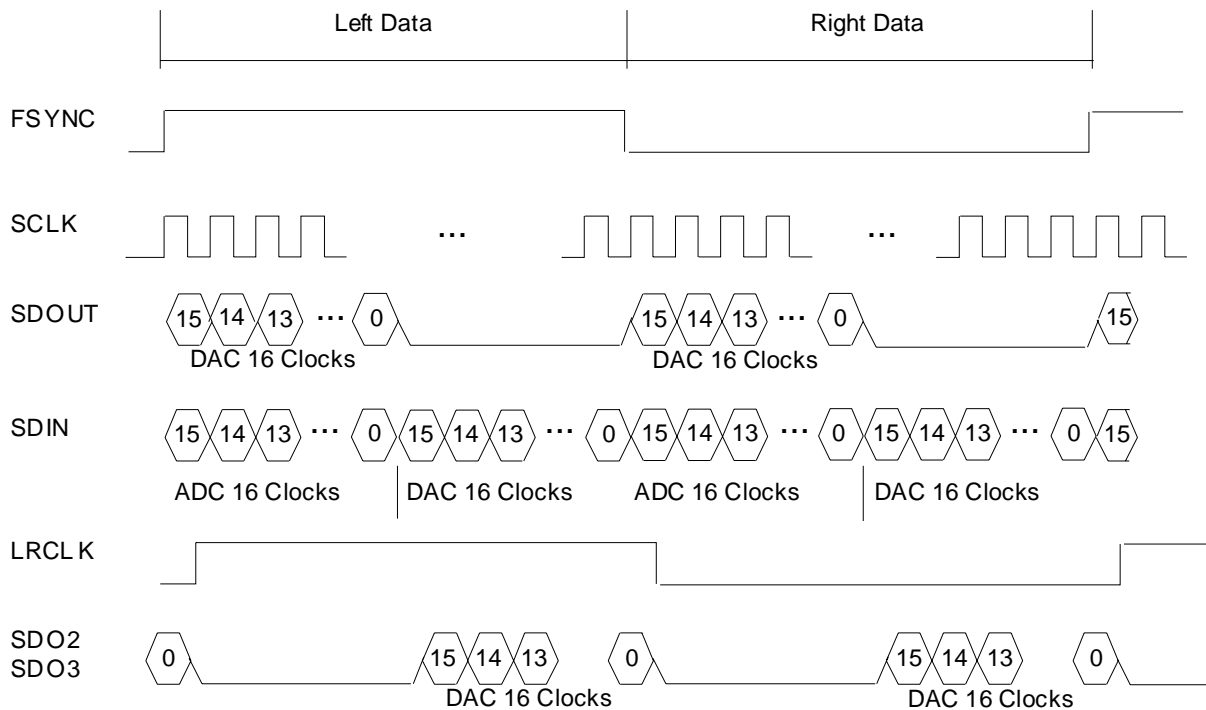 Left Data Right Data
FSYNC
SCLK ... ...
SDOUT 15 14 13 ... 0 15 14 13 ... 0 15
DAC 16 Clocks DAC 16 Clocks
SDIN 15 14 13 ... 0 15 14 13 ... 0 15 14 13 ... 0 15 14 13 ... 0 15
ADC 16 Clocks DAC 16 Clocks ADC 16 Clocks DAC 16 Clocks
LRCLK
SDO2
SDO3 0 15 14 13 0 15 14 13 0
DAC 16 Clocks DAC 16 Clocks